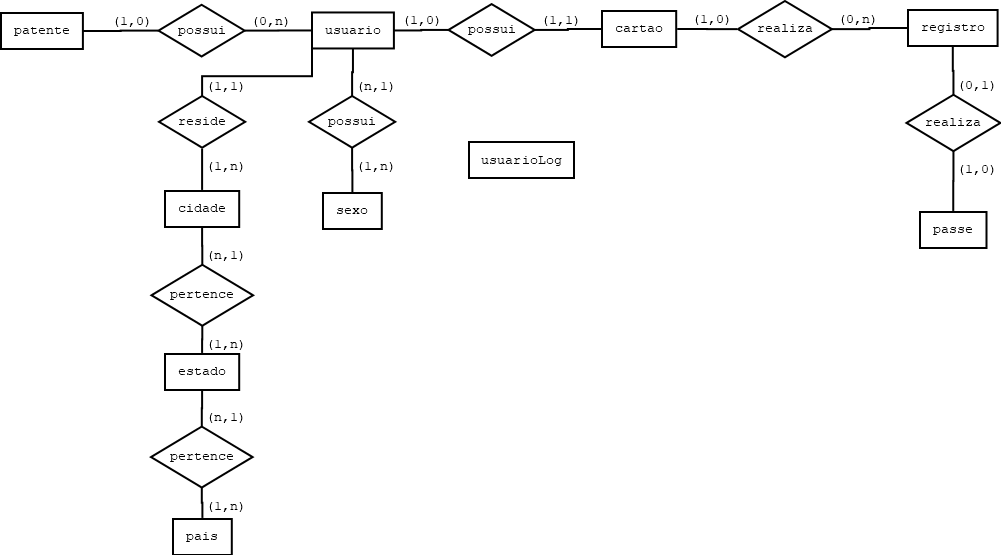 patente (1,0) possui (0,n) usuario (1,0) possui (1,1) cartao (1,0) realiza (0,n) registro
(1,1) (n,1) (0,1)
reside possui realiza
(1,n) (1,n) usuarioLog (1,0)
cidade sexo passe
(n,1)
pertence
(1,n)
estado
(n,1)
pertence
(1,n)
pais